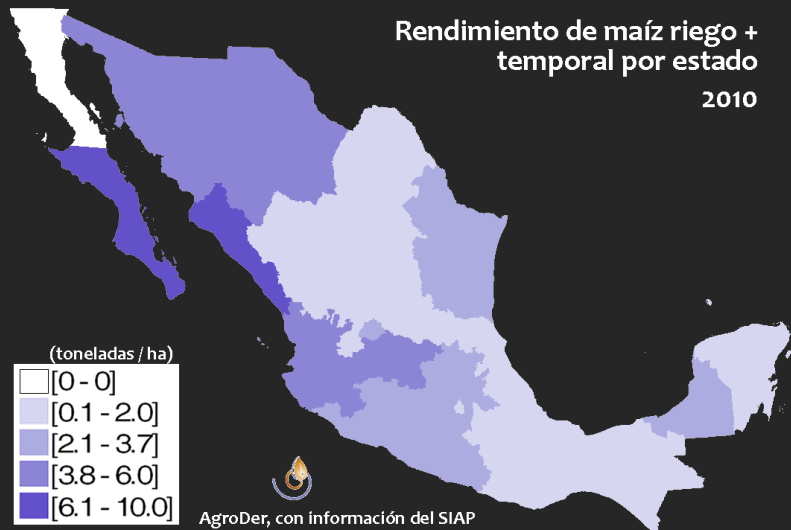 Rendimiento de maíz riego +
temporal por estado
2010
(toneladas / ha)
[0 - 0]
[0.1 - 2.0]
[2.1 - 3.7]
[3.8 - 6.0]
[6.1 - 10.0]
AgroDer, con información del SIAP